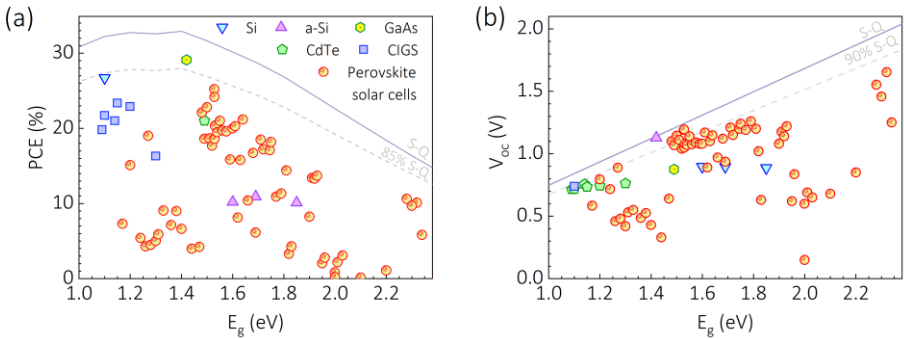 (a)
Si
a-Si
GaAs
CdTe
CIGS
Perovskite
solar cells
S-Q
85% S-Q
PCE (%)
30
20
10
0
1.0 1.2 1.4 1.6 1.8 2.0 2.2
Eg (eV)
(b)
S-Q
90% S-Q
Voc (V)
2.0
1.5
1.0
0.5
0.0
1.0 1.2 1.4 1.6 1.8 2.0 2.2
Eg (eV)